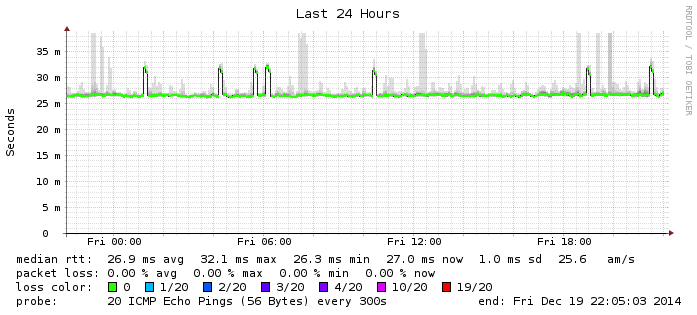 Last 24 Hours
RRDTOOL / TOBI OETIKER
Seconds
35 m
30 m
25 m
20 m
15 m
10 m
5 m
0
Fri 00:00 Fri 06:00 Fri 12:00 Fri 18:00
median rtt: 26.9 ms avg 32.1 ms max 26.3 ms min 27.0 ms now 1.0 ms sd 25.6 am/s
packet loss: 0.00 % avg 0.00 % max 0.00 % min 0.00 % now
loss color: 0 1/20 2/20 3/20 4/20 10/20 19/20
probe: 20 ICMP Echo Pings (56 Bytes) every 300s end: Fri Dec 19 22:05:03 2014